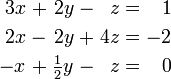 3x + 2y − z = 1
2x − 2y + 4z = −2
−x + ½y − z = 0